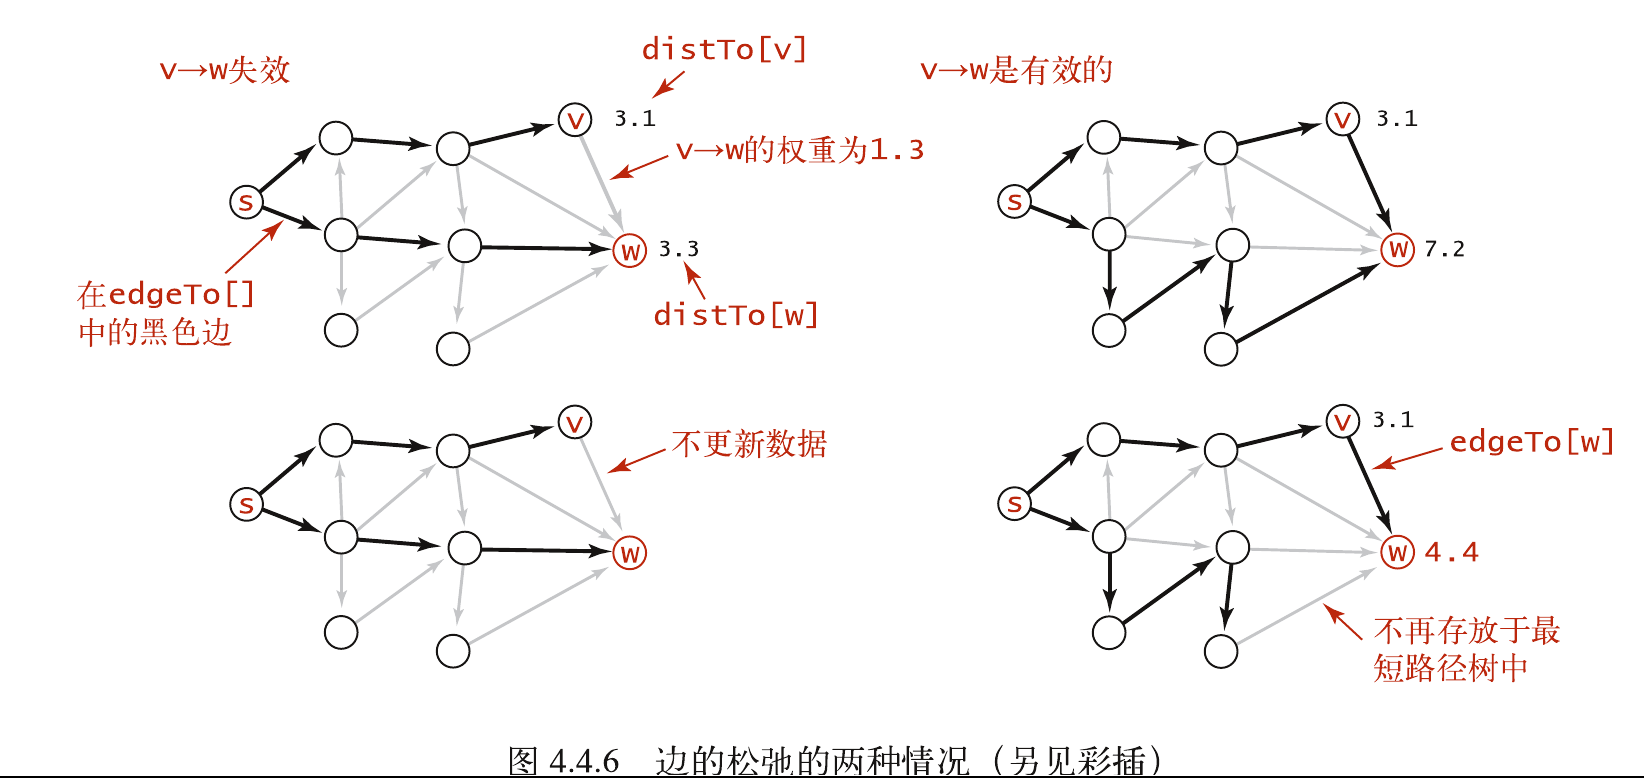 v→w失效
distTo[v]
v
3.1
v→w的权重为1.3
s
w
3.3
distTo[w]
在edgeTo[]
中的黑色边
v→w是有效的
v
3.1
s
w
7.2
v
不更新数据
s
w
v
3.1
edgeTo[w]
s
w
4.4
不再存放于最
短路径树中
图 4.4.6 边的松弛的两种情况（另见彩插）